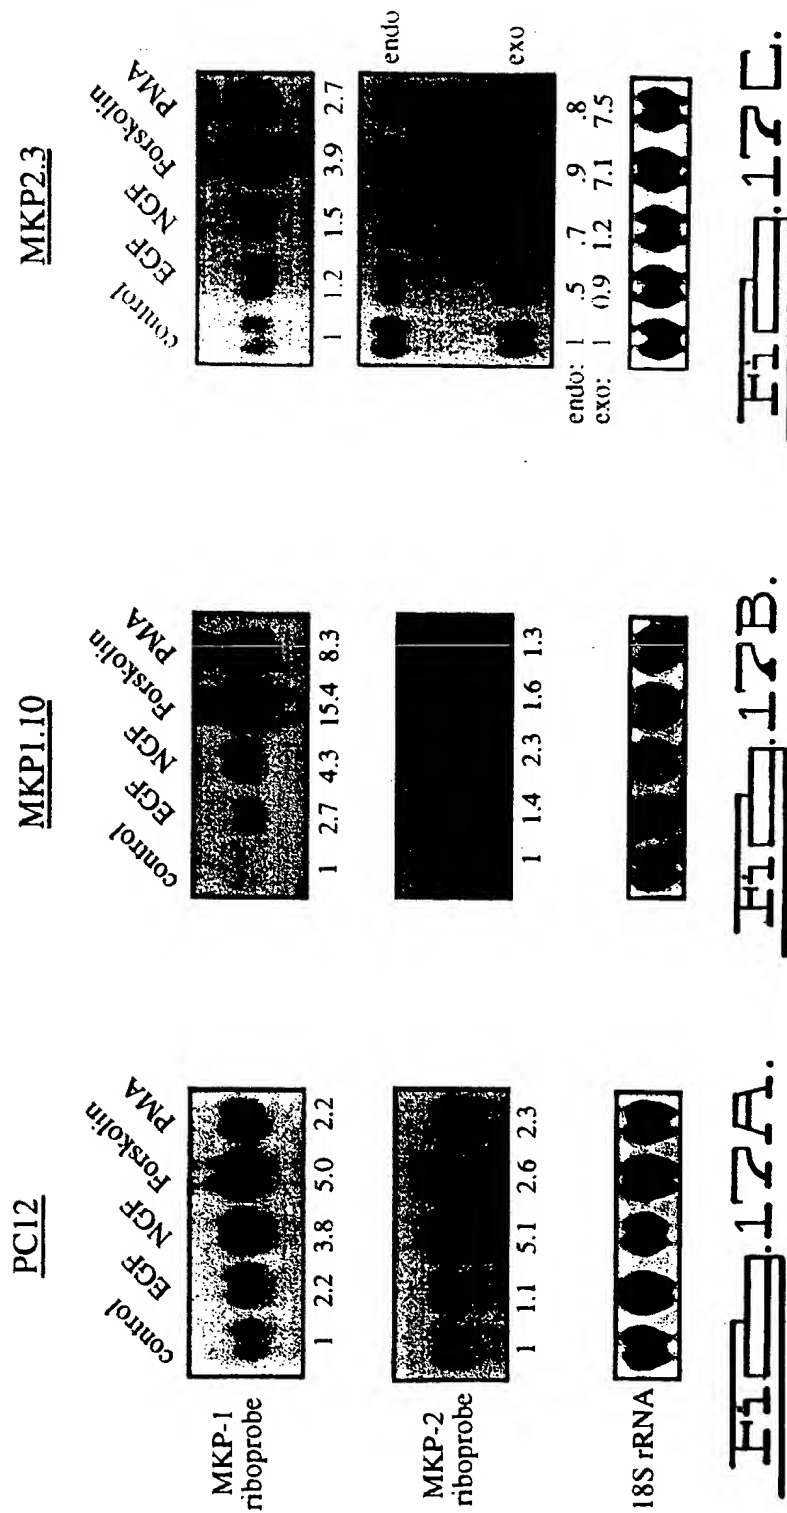 PC12
control EGF NGF Forskolin PMA
MKP-1
riboprobe
1 2.2 3.8 5.0 2.2
MKP-2
riboprobe
1 1.1 5.1 2.6 2.3
18S rRNA
Fig.17A.
MKP1.10
control EGF NGF Forskolin PMA
1 2.7 4.3 15.4 8.3
1 1.4 2.3 1.6 1.3
Fig.17B.
MKP2.3
control EGF NGF Forskolin PMA
1 1.2 1.5 3.9 2.7
endo
exo
endo: 1 .5 .7 .9 .8
exo: 1 0.9 1.2 7.1 7.5
Fig.17C.